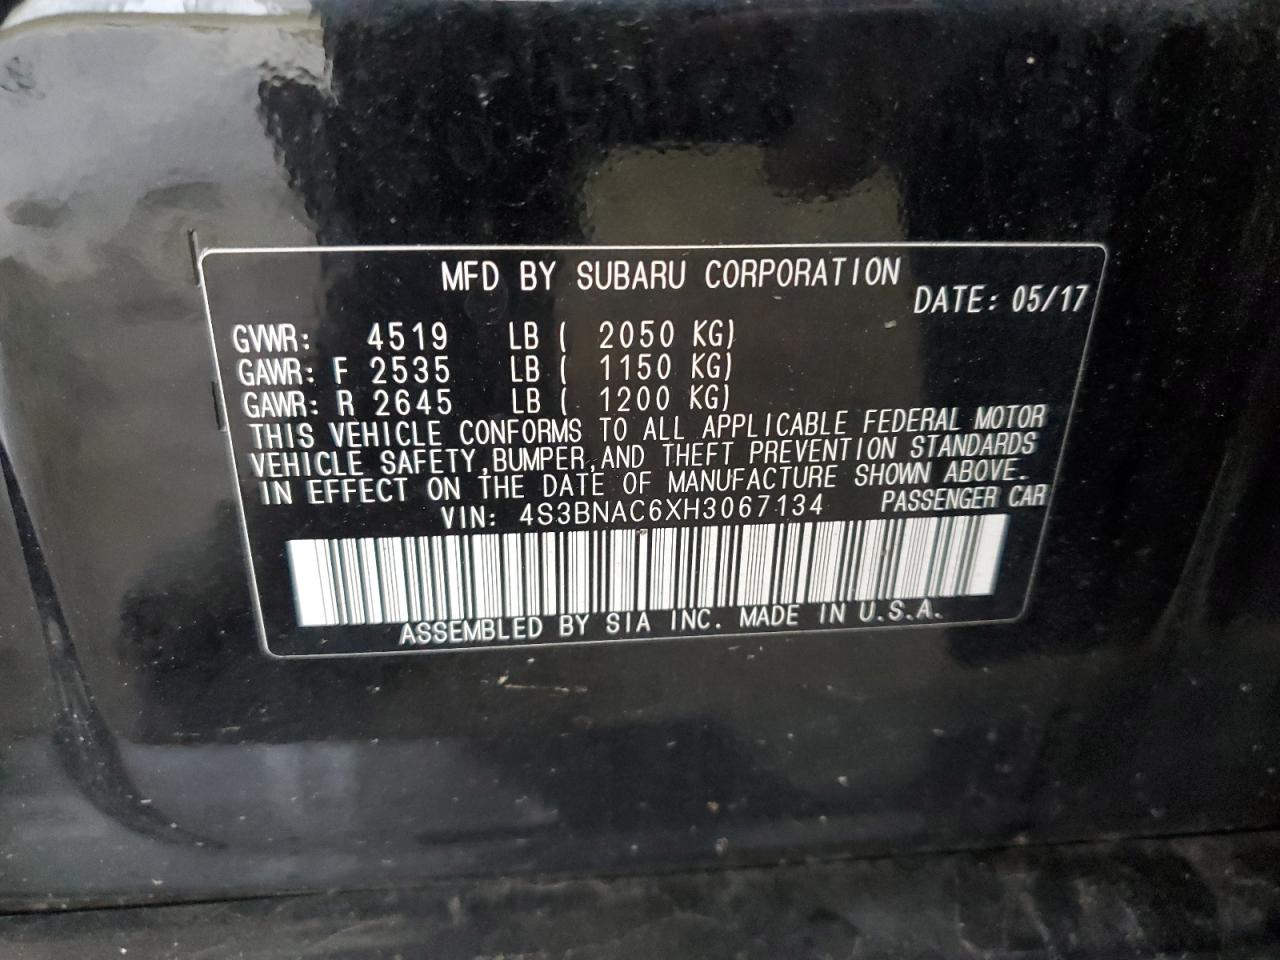 MFD BY SUBARU CORPORATION
DATE: 05/17
GVWR: 4519 LB ( 2050 KG)
GAWR: F 2535 LB ( 1150 KG)
GAWR: R 2645 LB ( 1200 KG)
THIS VEHICLE CONFORMS TO ALL APPLICABLE FEDERAL MOTOR
VEHICLE SAFETY,BUMPER,AND THEFT PREVENTION STANDARDS
IN EFFECT ON THE DATE OF MANUFACTURE SHOWN ABOVE.
VIN: 4S3BNAC6XH3067134 PASSENGER CAR
ASSEMBLED BY SIA INC. MADE IN U.S.A.